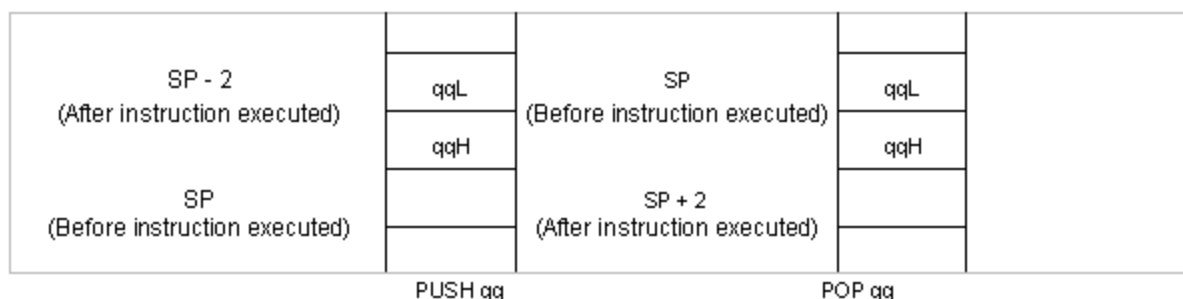 SP - 2
(After instruction executed)
SP
(Before instruction executed)
qqL
qqH
SP
(Before instruction executed)
SP + 2
(After instruction executed)
qqL
qqH
PUSH qq
POP qq